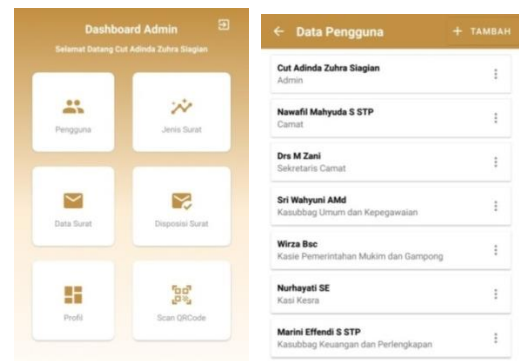 Dashboard Admin
Selamat Datang Cut Adinda Zuhra Siagian
Pengguna
Jenis Surat
Data Surat
Disposisi Surat
Profil
Scan QRCode
Data Pengguna
+ TAMBAH
Cut Adinda Zuhra Siagian
Admin
Nawafil Mahyuda S STP
Camat
Drs M Zani
Sekretaris Camat
Sri Wahyuni AMd
Kasubbag Umum dan Kepegawaian
Wirza Bsc
Kasie Pemerintahan Mukim dan Gampong
Nurhayati SE
Kasi Kesra
Marini Effendi S STP
Kasubbag Keuangan dan Perlengkapan